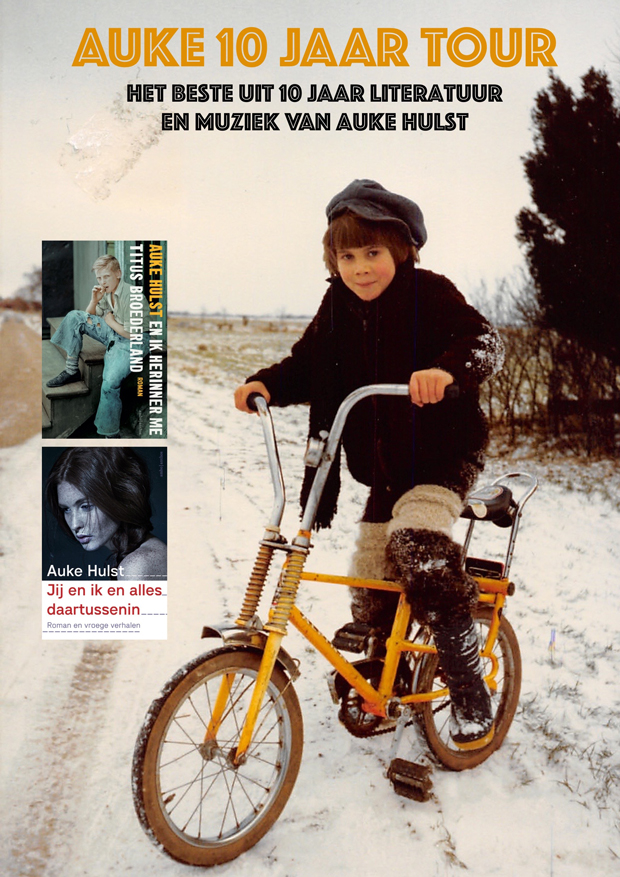 AUKE 10 JAAR TOUR
HET BESTE UIT 10 JAAR LITERATUUR
EN MUZIEK VAN AUKE HULST
AUKE HULST EN IK HERINNER ME
TITUS BROEDERLAND
ROMAN
Auke Hulst
Jij en ik en alles
daartussenin
Roman en vroege verhalen